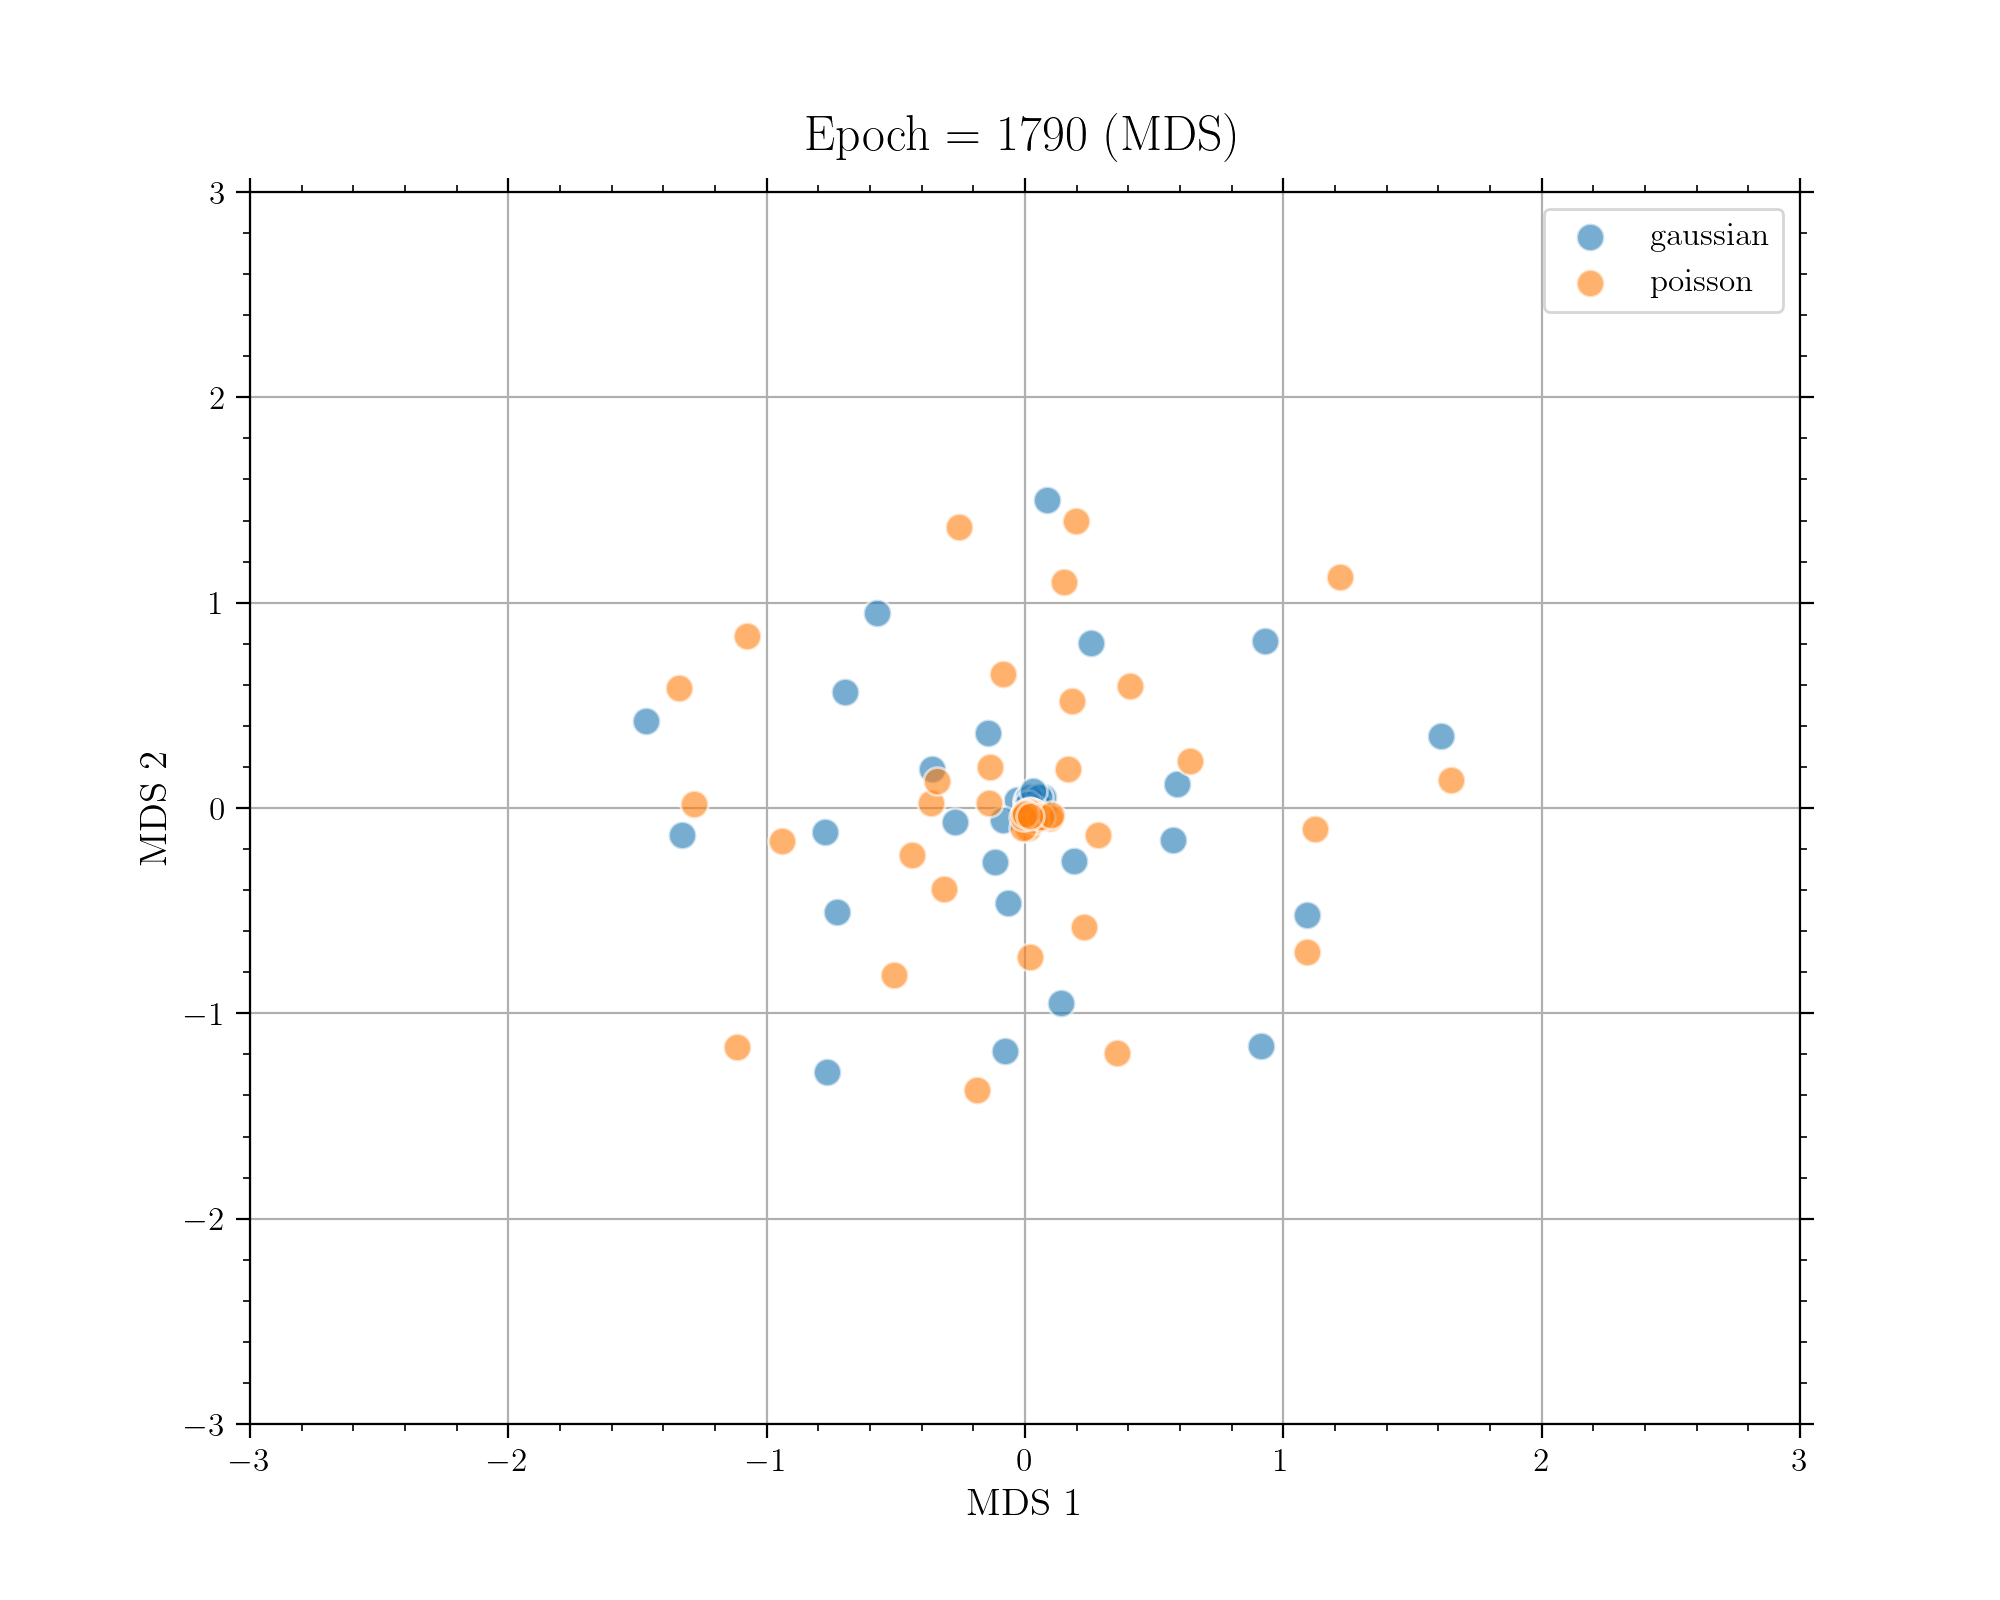 Epoch = 1790 (MDS)
gaussian
poisson
MDS 2
3
2
1
0
−1
−2
−3
−3 −2 −1 0 1 2 3
MDS 1